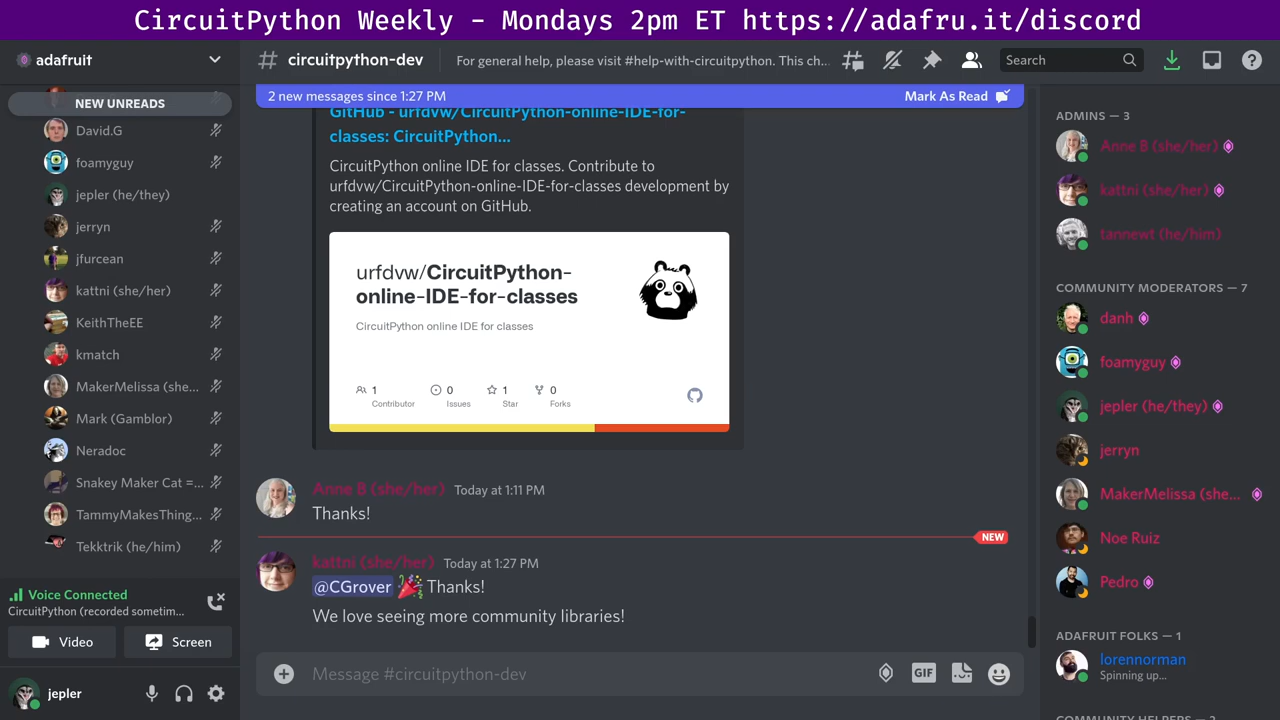 CircuitPython Weekly - Mondays 2pm ET https://adafru.it/discord
adafruit
NEW UNREADS
David.G
foamyguy
jepler (he/they)
jerryn
jfurcean
kattni (she/her)
KeithTheEE
kmatch
MakerMelissa (she...
Mark (Gamblor)
Neradoc
Snakey Maker Cat =...
TammyMakesThing...
Tekktrik (he/him)
Voice Connected
CircuitPython (recorded sometim...
Video
Screen
jepler
# circuitpython-dev
For general help, please visit #help-with-circuitpython. This ch...
Search
2 new messages since 1:27 PM
Mark As Read
GitHub - urfdvw/CircuitPython-online-IDE-for-
classes: CircuitPython...
CircuitPython online IDE for classes. Contribute to
urfdvw/CircuitPython-online-IDE-for-classes development by
creating an account on GitHub.
urfdvw/CircuitPython-
online-IDE-for-classes
CircuitPython online IDE for classes
1
Contributor
0
Issues
1
Star
0
Forks
Anne B (she/her) Today at 1:11 PM
Thanks!
NEW
kattni (she/her) Today at 1:27 PM
@CGrover Thanks!
We love seeing more community libraries!
Message #circuitpython-dev
GIF
ADMINS — 3
Anne B (she/her)
kattni (she/her)
tannewt (he/him)
COMMUNITY MODERATORS — 7
danh
foamyguy
jepler (he/they)
jerryn
MakerMelissa (she...
Noe Ruiz
Pedro
ADAFRUIT FOLKS — 1
lorennorman
Spinning up...